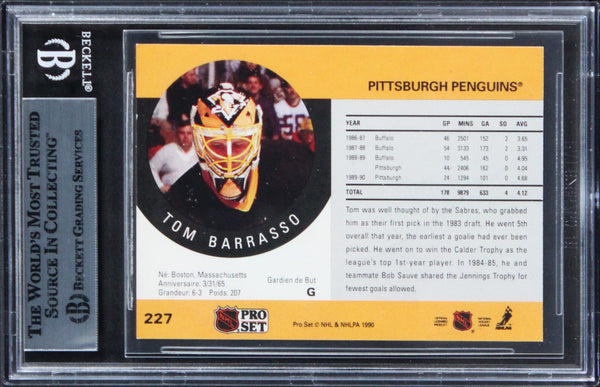 BECKETT
THE WORLD'S MOST TRUSTED
SOURCE IN COLLECTING™
BECKETT GRADING SERVICES
PITTSBURGH PENGUINS®
TOM BARRASSO
YEAR GP MINS GA SO AVG
1986-87 Buffalo 46 2501 152 2 3.65
1987-88 Buffalo 54 3133 173 2 3.31
1988-89 Buffalo 10 545 45 0 4.95
Pittsburgh 44 2406 162 0 4.04
1989-90 Pittsburgh 24 1294 101 0 4.68
TOTAL 178 9879 633 4 4.12
Tom was well thought of by the Sabres, who grabbed
him as their first pick in the 1983 draft. He went 5th
overall that year, the earliest a goalie had ever been
picked. He went on to win the Calder Trophy as the
league's top 1st-year player. In 1984-85, he and
teammate Bob Sauve shared the Jennings Trophy for
fewest goals allowed.
Né: Boston, Massachusetts
Anniversaire: 3/31/65
Grandeur: 6-3 Poids: 207
Gardien de But
G
227
NHL
PRO
SET
Pro Set © NHL & NHLPA 1990
NHL
NHLPA